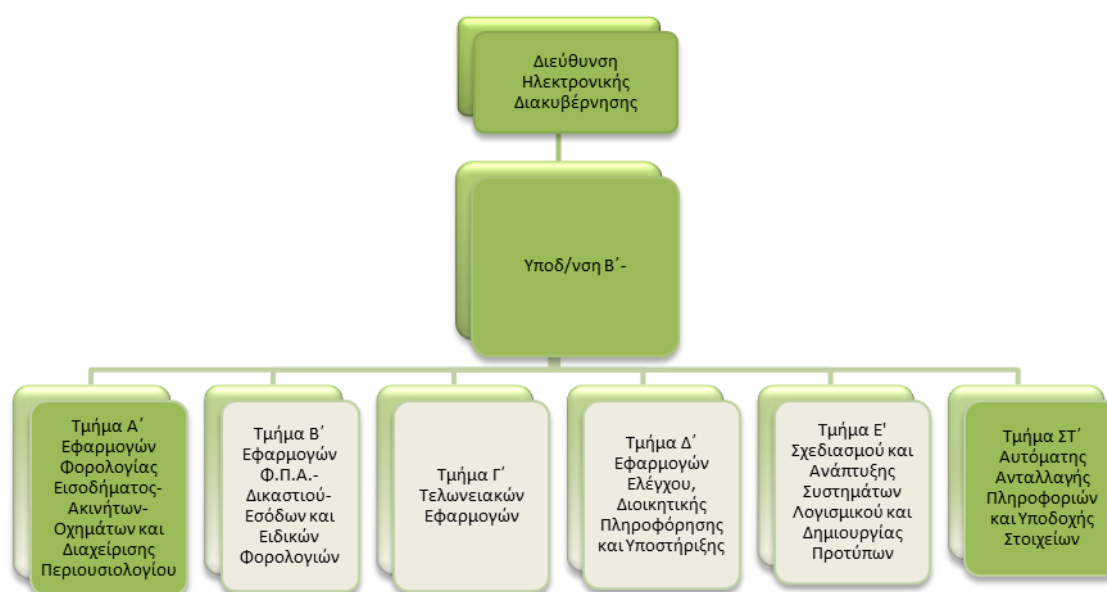 Διεύθυνση
Ηλεκτρονικής
Διακυβέρνησης
Υποδ/νση Β΄-
Τμήμα Α΄
Εφαρμογών
Φορολογίας
Εισοδήματος-
Ακινήτων-
Οχημάτων και
Διαχείρισης
Περιουσιολογίου
Τμήμα Β΄
Εφαρμογών
Φ.Π.Α.-
Δικαστιού-
Εσόδων και
Ειδικών
Φορολογιών
Τμήμα Γ΄
Τελωνειακών
Εφαρμογών
Τμήμα Δ΄
Εφαρμογών
Ελέγχου,
Διοικητικής
Πληροφόρησης
και Υποστήριξης
Τμήμα Ε'
Σχεδιασμού και
Ανάπτυξης
Συστημάτων
Λογισμικού και
Δημιουργίας
Προτύπων
Τμήμα ΣΤ΄
Αυτόματης
Ανταλλαγής
Πληροφοριών
και Υποδοχής
Στοιχείων